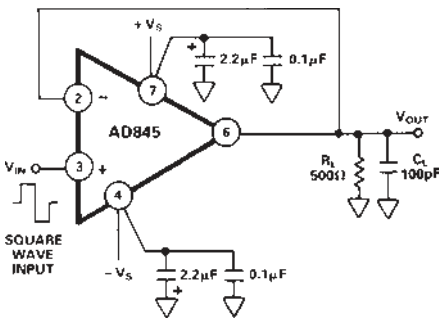 +VS
+
2.2μF
0.1μF
7
2
−
AD845
6
VOUT
VIN
3
+
4
RL
500Ω
CL
100pF
SQUARE
WAVE
INPUT
−VS
2.2μF
0.1μF
+